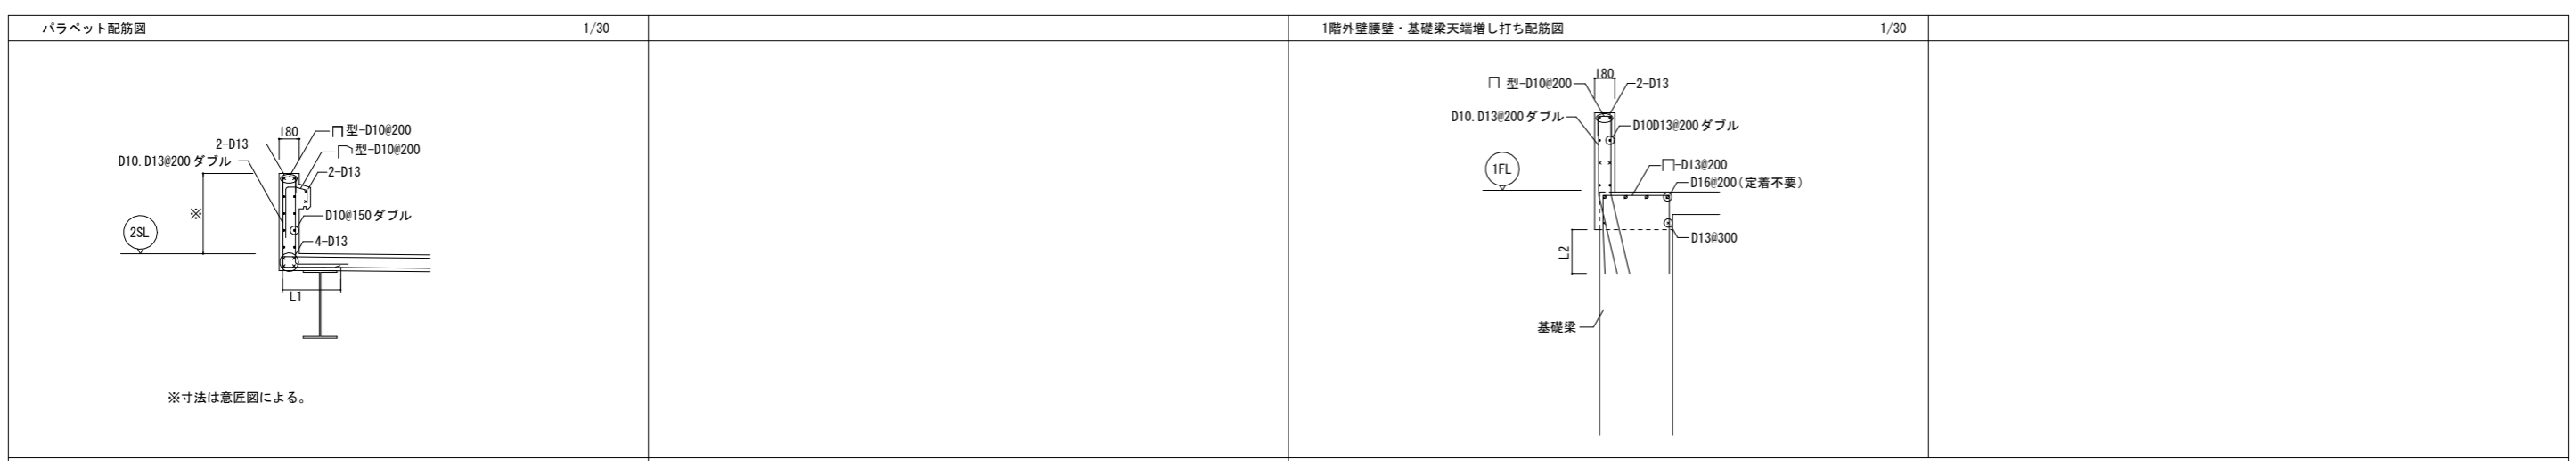 パラペット配筋図 1/30
180
型-D10@200
2-D13
型-D10@200
D10.D13@200ダブル
2-D13
※
D10@150ダブル
2SL
4-D13
L1
※寸法は意匠図による。
1階外壁腰壁・基礎梁天端増し打ち配筋図 1/30
180
型-D10@200
2-D13
D10.D13@200ダブル
D10D13@200ダブル
1FL
-D13@200
D16@200(定着不要)
D13@300
L2
基礎梁